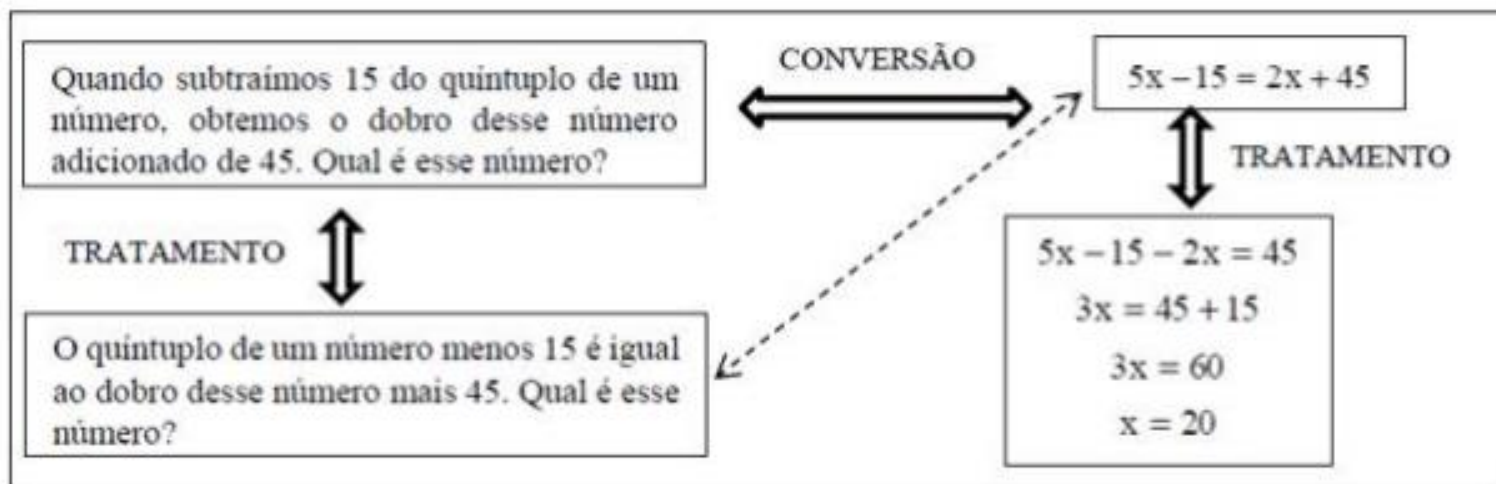 Quando subtraímos 15 do quíntuplo de um
número, obtemos o dobro desse número
adicionado de 45. Qual é esse número?
CONVERSÃO
5x – 15 = 2x + 45
TRATAMENTO
TRATAMENTO
O quíntuplo de um número menos 15 é igual
ao dobro desse número mais 45. Qual é esse
número?
5x – 15 – 2x = 45
3x = 45 + 15
3x = 60
x = 20